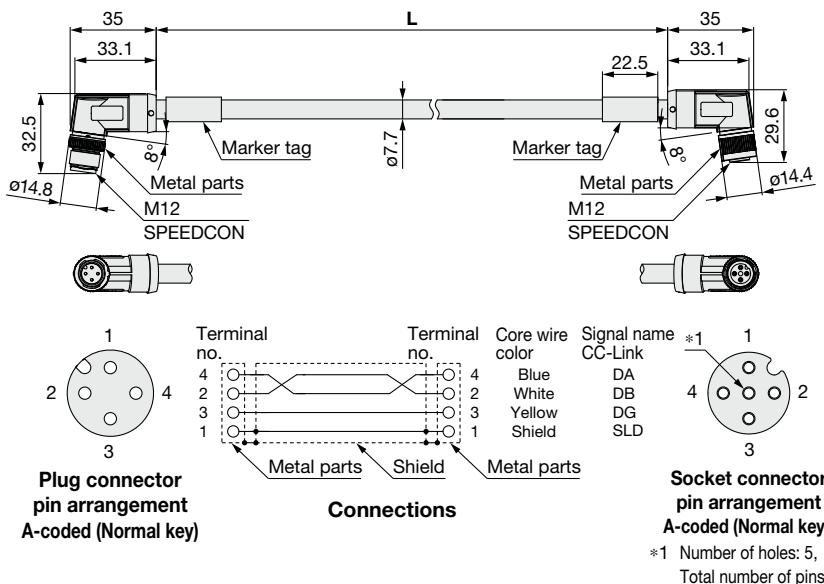 35
L
35
33.1
22.5
33.1
32.5
29.6
8°
Marker tag
ø7.7
Marker tag
8°
Metal parts
Metal parts
ø14.8
ø14.4
M12
SPEEDCON
M12
SPEEDCON
1
2
4
3
Plug connector
pin arrangement
A-coded (Normal key)
Terminal no.
Terminal no.
Core wire color
Signal name CC-Link
4 4 Blue DA
2 2 White DB
3 3 Yellow DG
1 1 Shield SLD
Metal parts
Shield
Metal parts
Connections
*1
1
4
2
3
Socket connector
pin arrangement
A-coded (Normal key
*1 Number of holes: 5,
Total number of pins